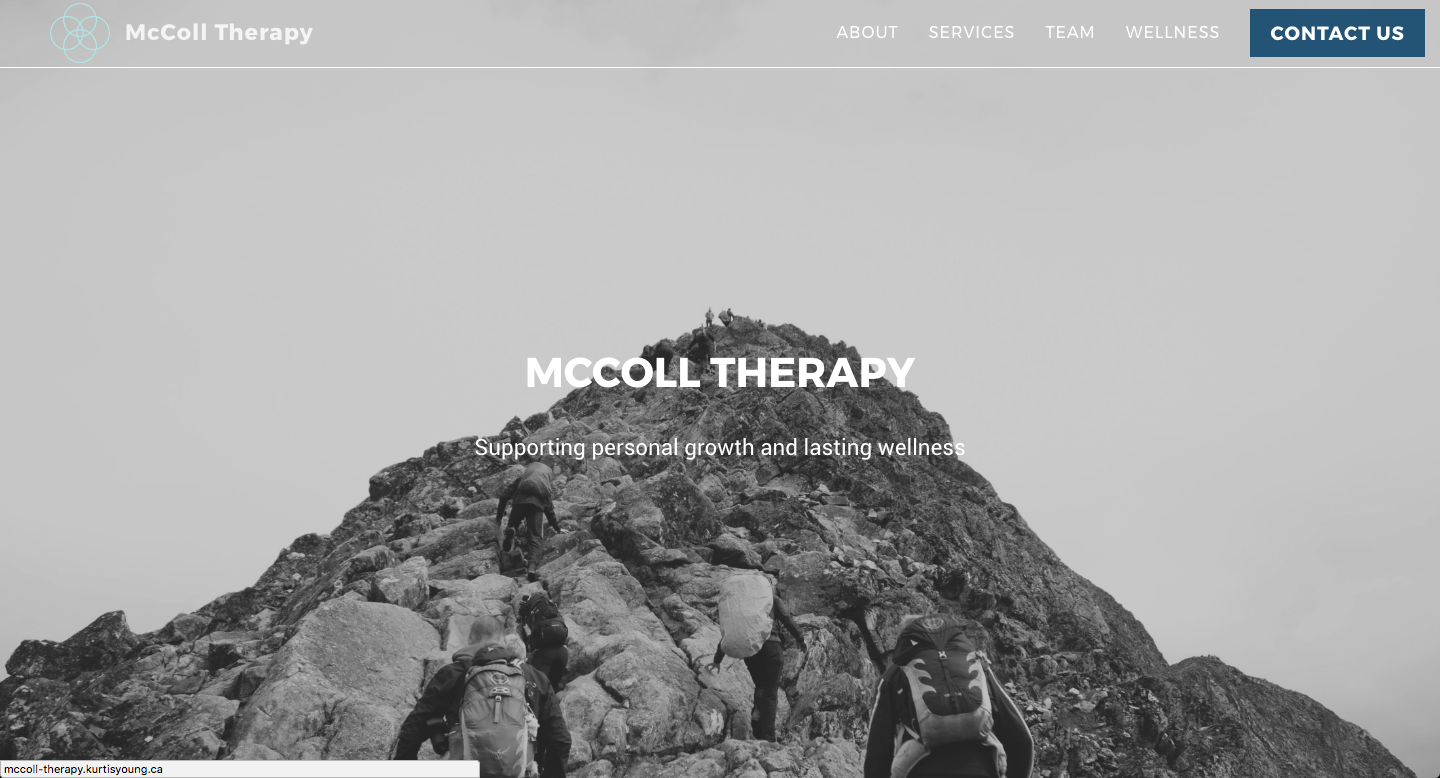 McColl Therapy
ABOUT SERVICES TEAM WELLNESS CONTACT US
MCCOLL THERAPY
Supporting personal growth and lasting wellness
mccoll-therapy.kurtisyoung.ca